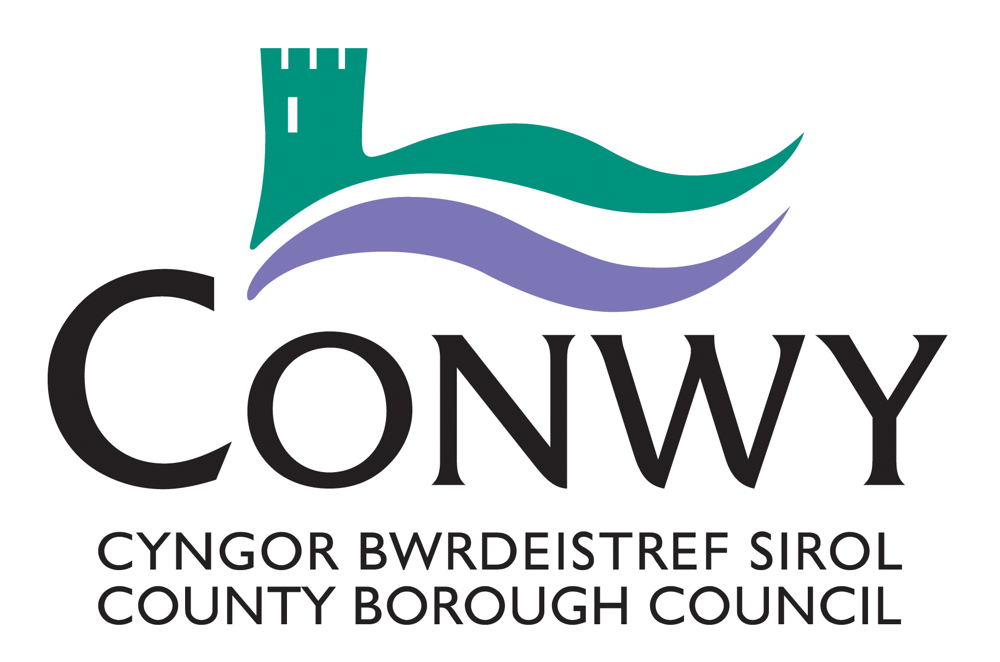 CONWY
CYNGOR BWRDEISTREF SIROL
COUNTY BOROUGH COUNCIL